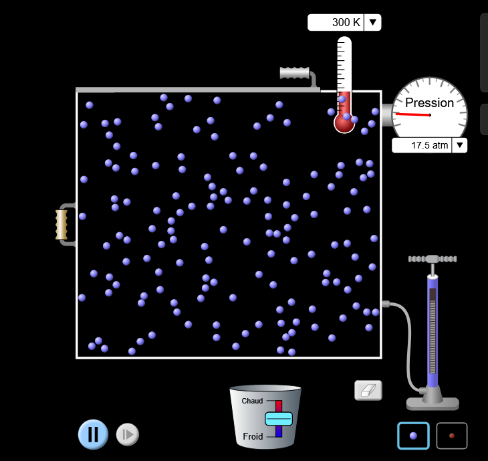 300 K
Pression
17.5 atm
Chaud
Froid